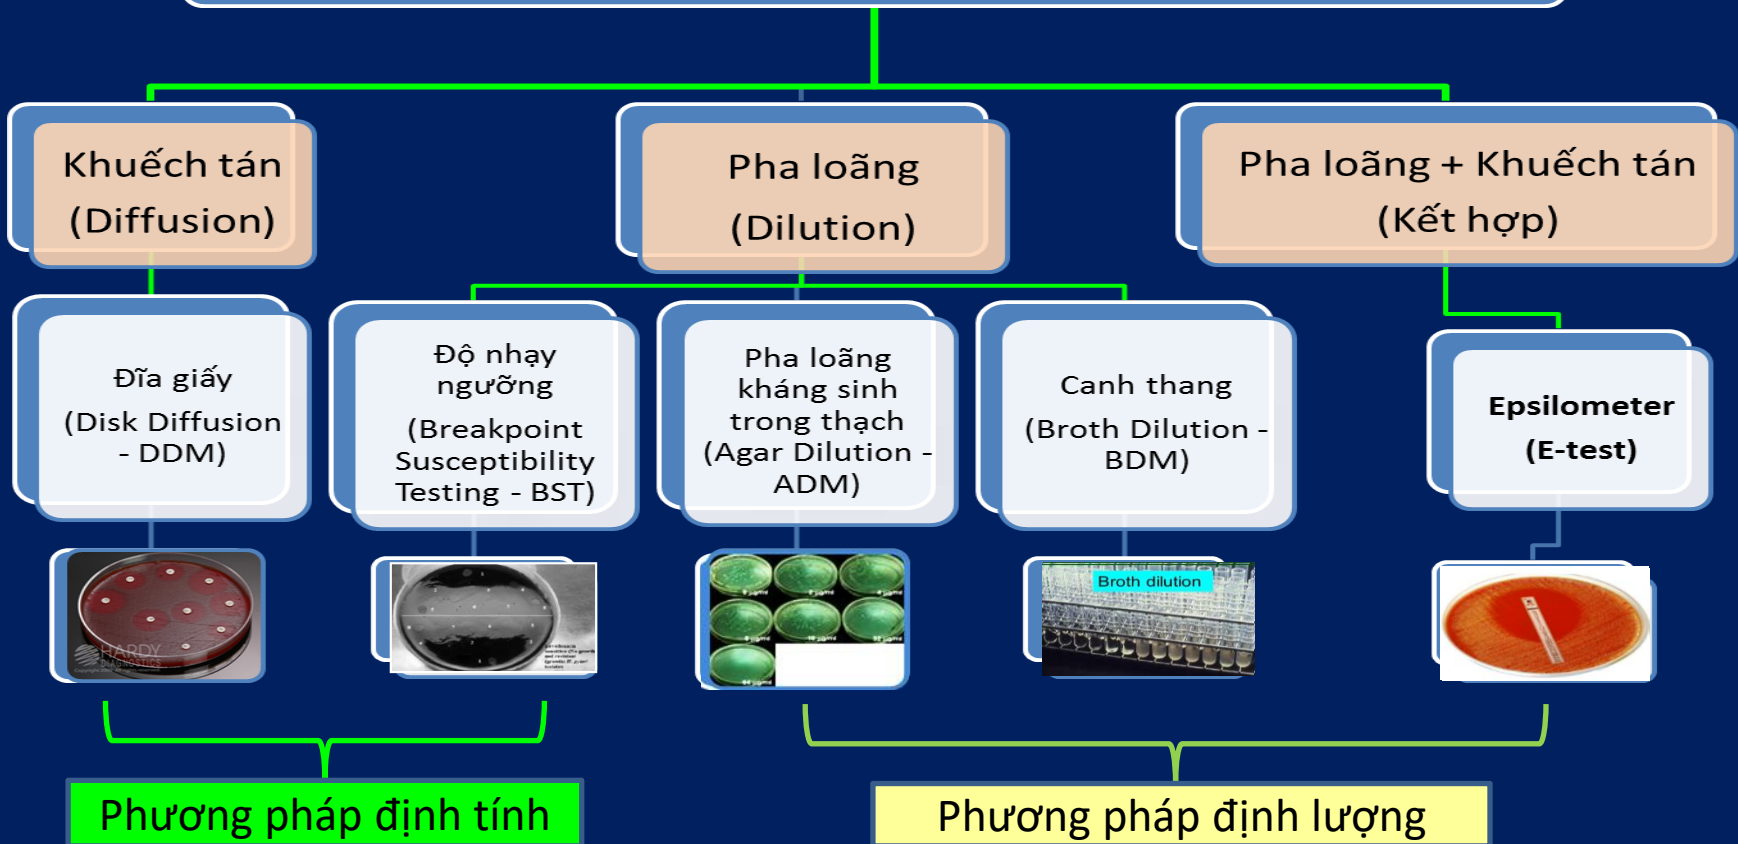 Khuếch tán
(Diffusion)
Pha loãng
(Dilution)
Pha loãng + Khuếch tán
(Kết hợp)
Đĩa giấy
(Disk Diffusion
- DDM)
Độ nhạy
ngưỡng
(Breakpoint
Susceptibility
Testing - BST)
Pha loãng
kháng sinh
trong thạch
(Agar Dilution -
ADM)
Canh thang
(Broth Dilution -
BDM)
Epsilometer
(E-test)
HARDY
DIAGNOSTICS
Broth dilution
Phương pháp định tính
Phương pháp định lượng